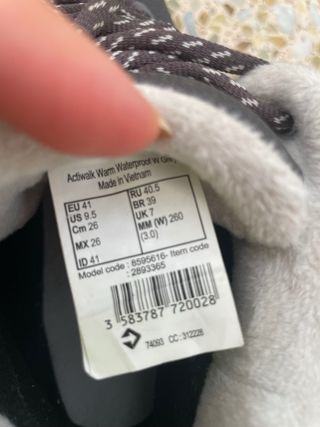 Actiwalk Warm Waterproof W Grey
Made in Vietnam
EU 41 RU 40.5
US 9.5 BR 39
Cm 26 UK 7
MX 26 MM (W) 260
ID 41 (3.0)
Model code : 8595616- Item code
: 2893365
3 583787 720028
74093 CC : 312228